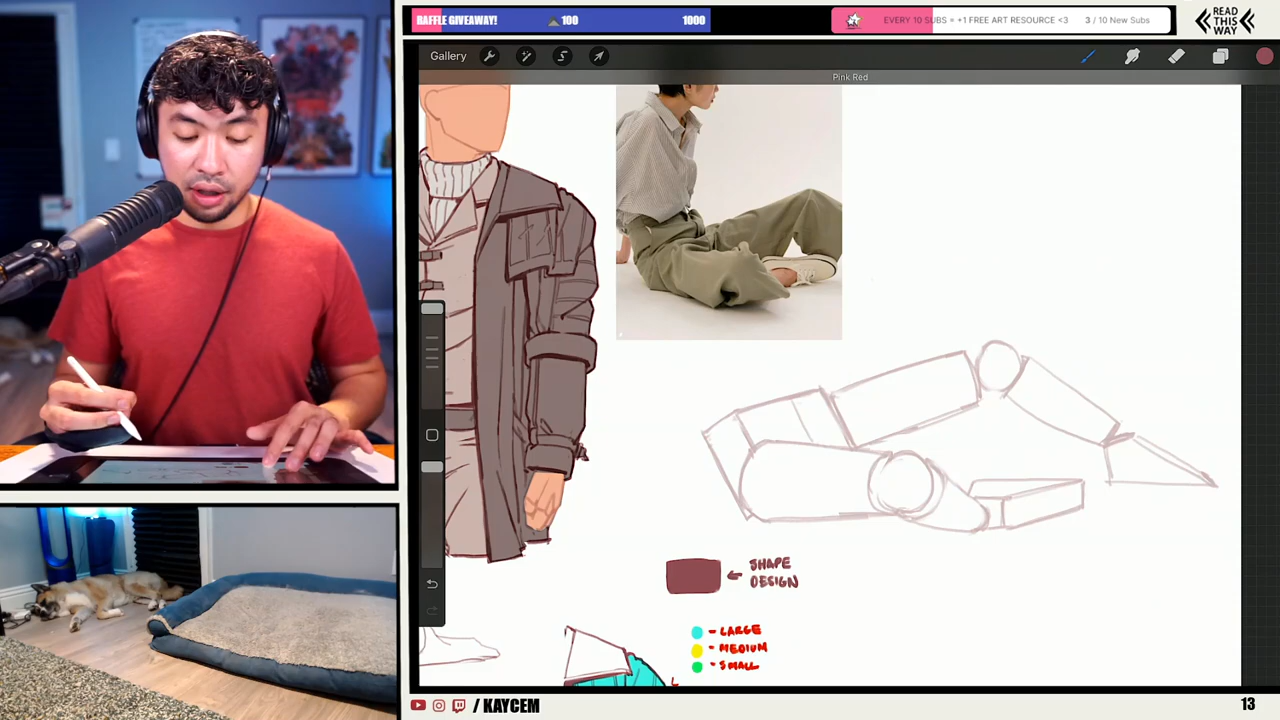 RAFFLE GIVEAWAY! 100 1000
EVERY 10 SUBS = +1 FREE ART RESOURCE <3 3 / 10 New Subs
READ
THIS
WAY
Gallery
Pink Red
SHAPE
DESIGN
- LARGE
- MEDIUM
- SMALL
/ KAYCEM
13